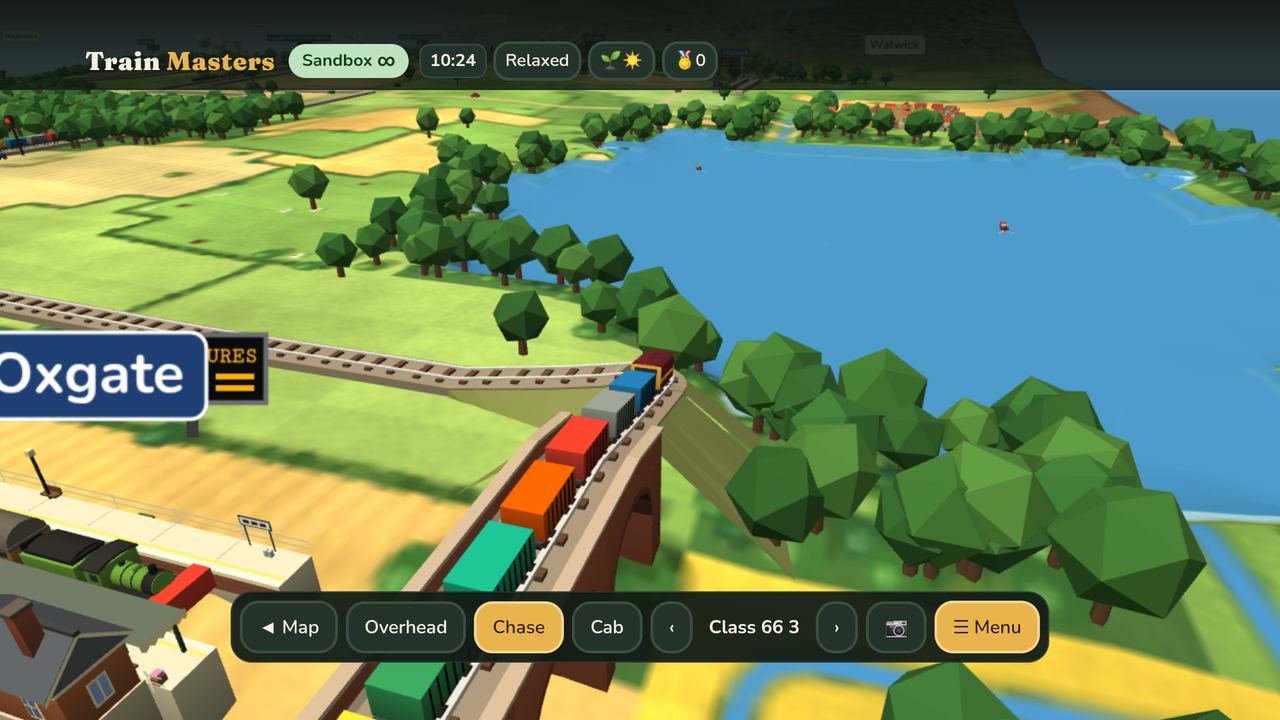 Train Masters
Sandbox ∞
10:24
Relaxed
0
Walwick
Oxgate
URES
◄ Map
Overhead
Chase
Cab
‹
Class 66 3
›
☰ Menu